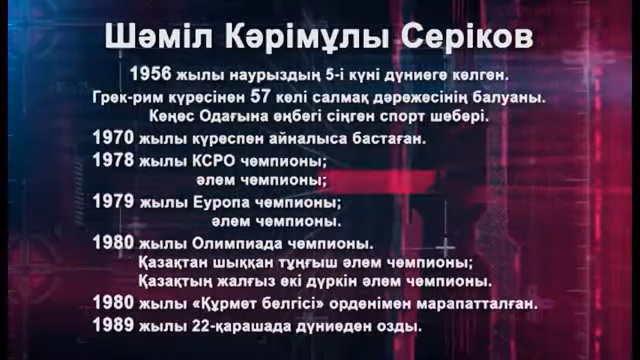 Шәміл Кәрімұлы Серіков
1956 жылы наурыздың 5-і күні дүниеге келген.
Грек-рим күресінен 57 келі салмақ дәрежесінің балуаны.
Кеңес Одағына еңбегі сіңген спорт шебері.
1970 жылы күреспен айналыса бастаған.
1978 жылы КСРО чемпионы;
әлем чемпионы;
1979 жылы Еуропа чемпионы;
әлем чемпионы.
1980 жылы Олимпиада чемпионы.
Қазақтан шыққан тұңғыш әлем чемпионы;
Қазақтың жалғыз екі дүркін әлем чемпионы.
1980 жылы «Құрмет белгісі» орденімен марапатталған.
1989 жылы 22-қарашада дүниеден озды.